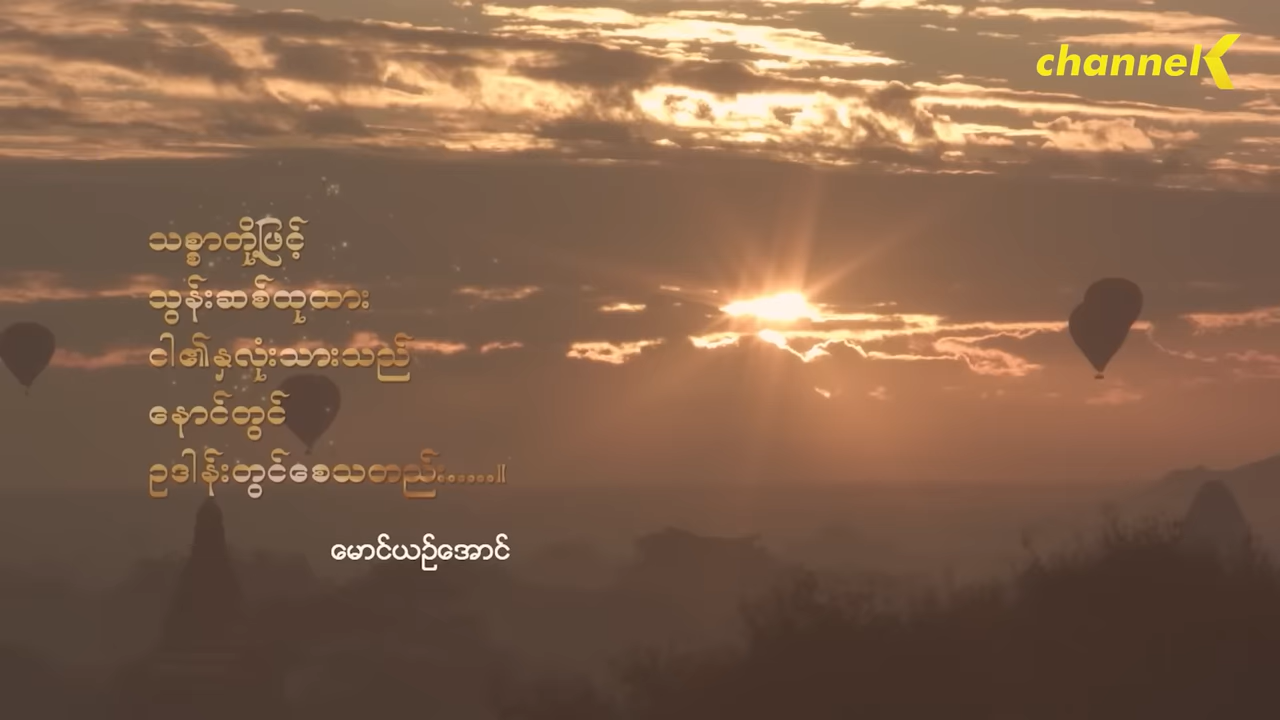 channelK
သစ္စာတို့ဖြင့်
သွန်းဆစ်ထုထား
ငါ၏နှလုံးသားသည်
နောင်တွင်
ဥဒါန်းတွင်စေသတည်း......။
မောင်ယဉ်အောင်